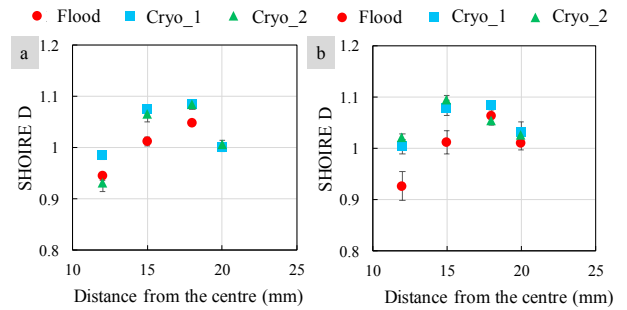 Flood Cryo_1 Cryo_2 Flood Cryo_1 Cryo_2
a b
1.2 1.2
1.1 1.1
1 1
0.9 0.9
0.8 0.8
SHOIRE D SHOIRE D
10 15 20 25 10 15 20 25
Distance from the centre (mm) Distance from the centre (mm)